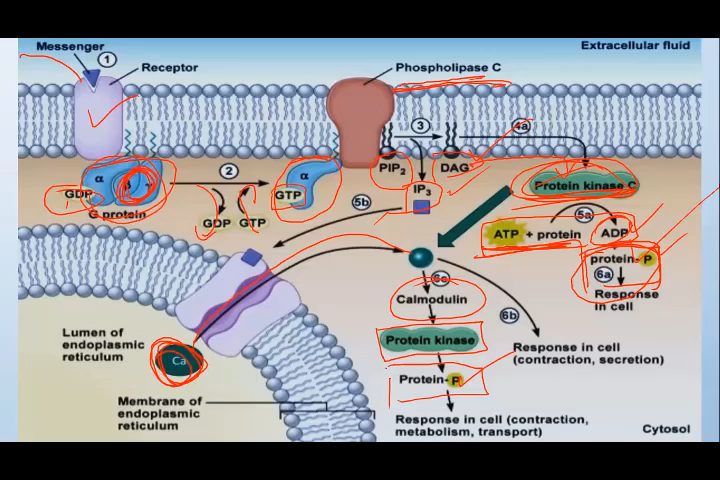 Messenger
1
Extracellular fluid
Receptor
Phospholipase C
3
4a
α
β
γ
2
α
PIP2
DAG
GDP
GTP
IP3
Protein kinase C
G protein
GDP
GTP
5b
5a
ATP + protein
ADP
protein-P
6a
Response
in cell
6c
Calmodulin
6b
Lumen of
endoplasmic
reticulum
Ca
Protein kinase
Response in cell
(contraction, secretion)
Protein-P
Membrane of
endoplasmic
reticulum
Response in cell (contraction,
metabolism, transport)
Cytosol